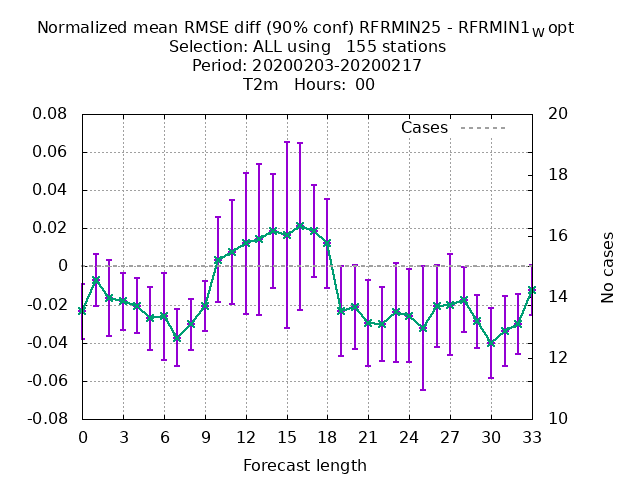 Normalized mean RMSE diff (90% conf) RFRMIN25 - RFRMIN1wopt
Selection: ALL using 155 stations
Period: 20200203-20200217
T2m Hours: 00
0.08 20
Cases
0.06
0.04 18
0.02 16
0
-0.02 14
-0.04 12
-0.06
-0.08 10
No cases
0 3 6 9 12 15 18 21 24 27 30 33
Forecast length